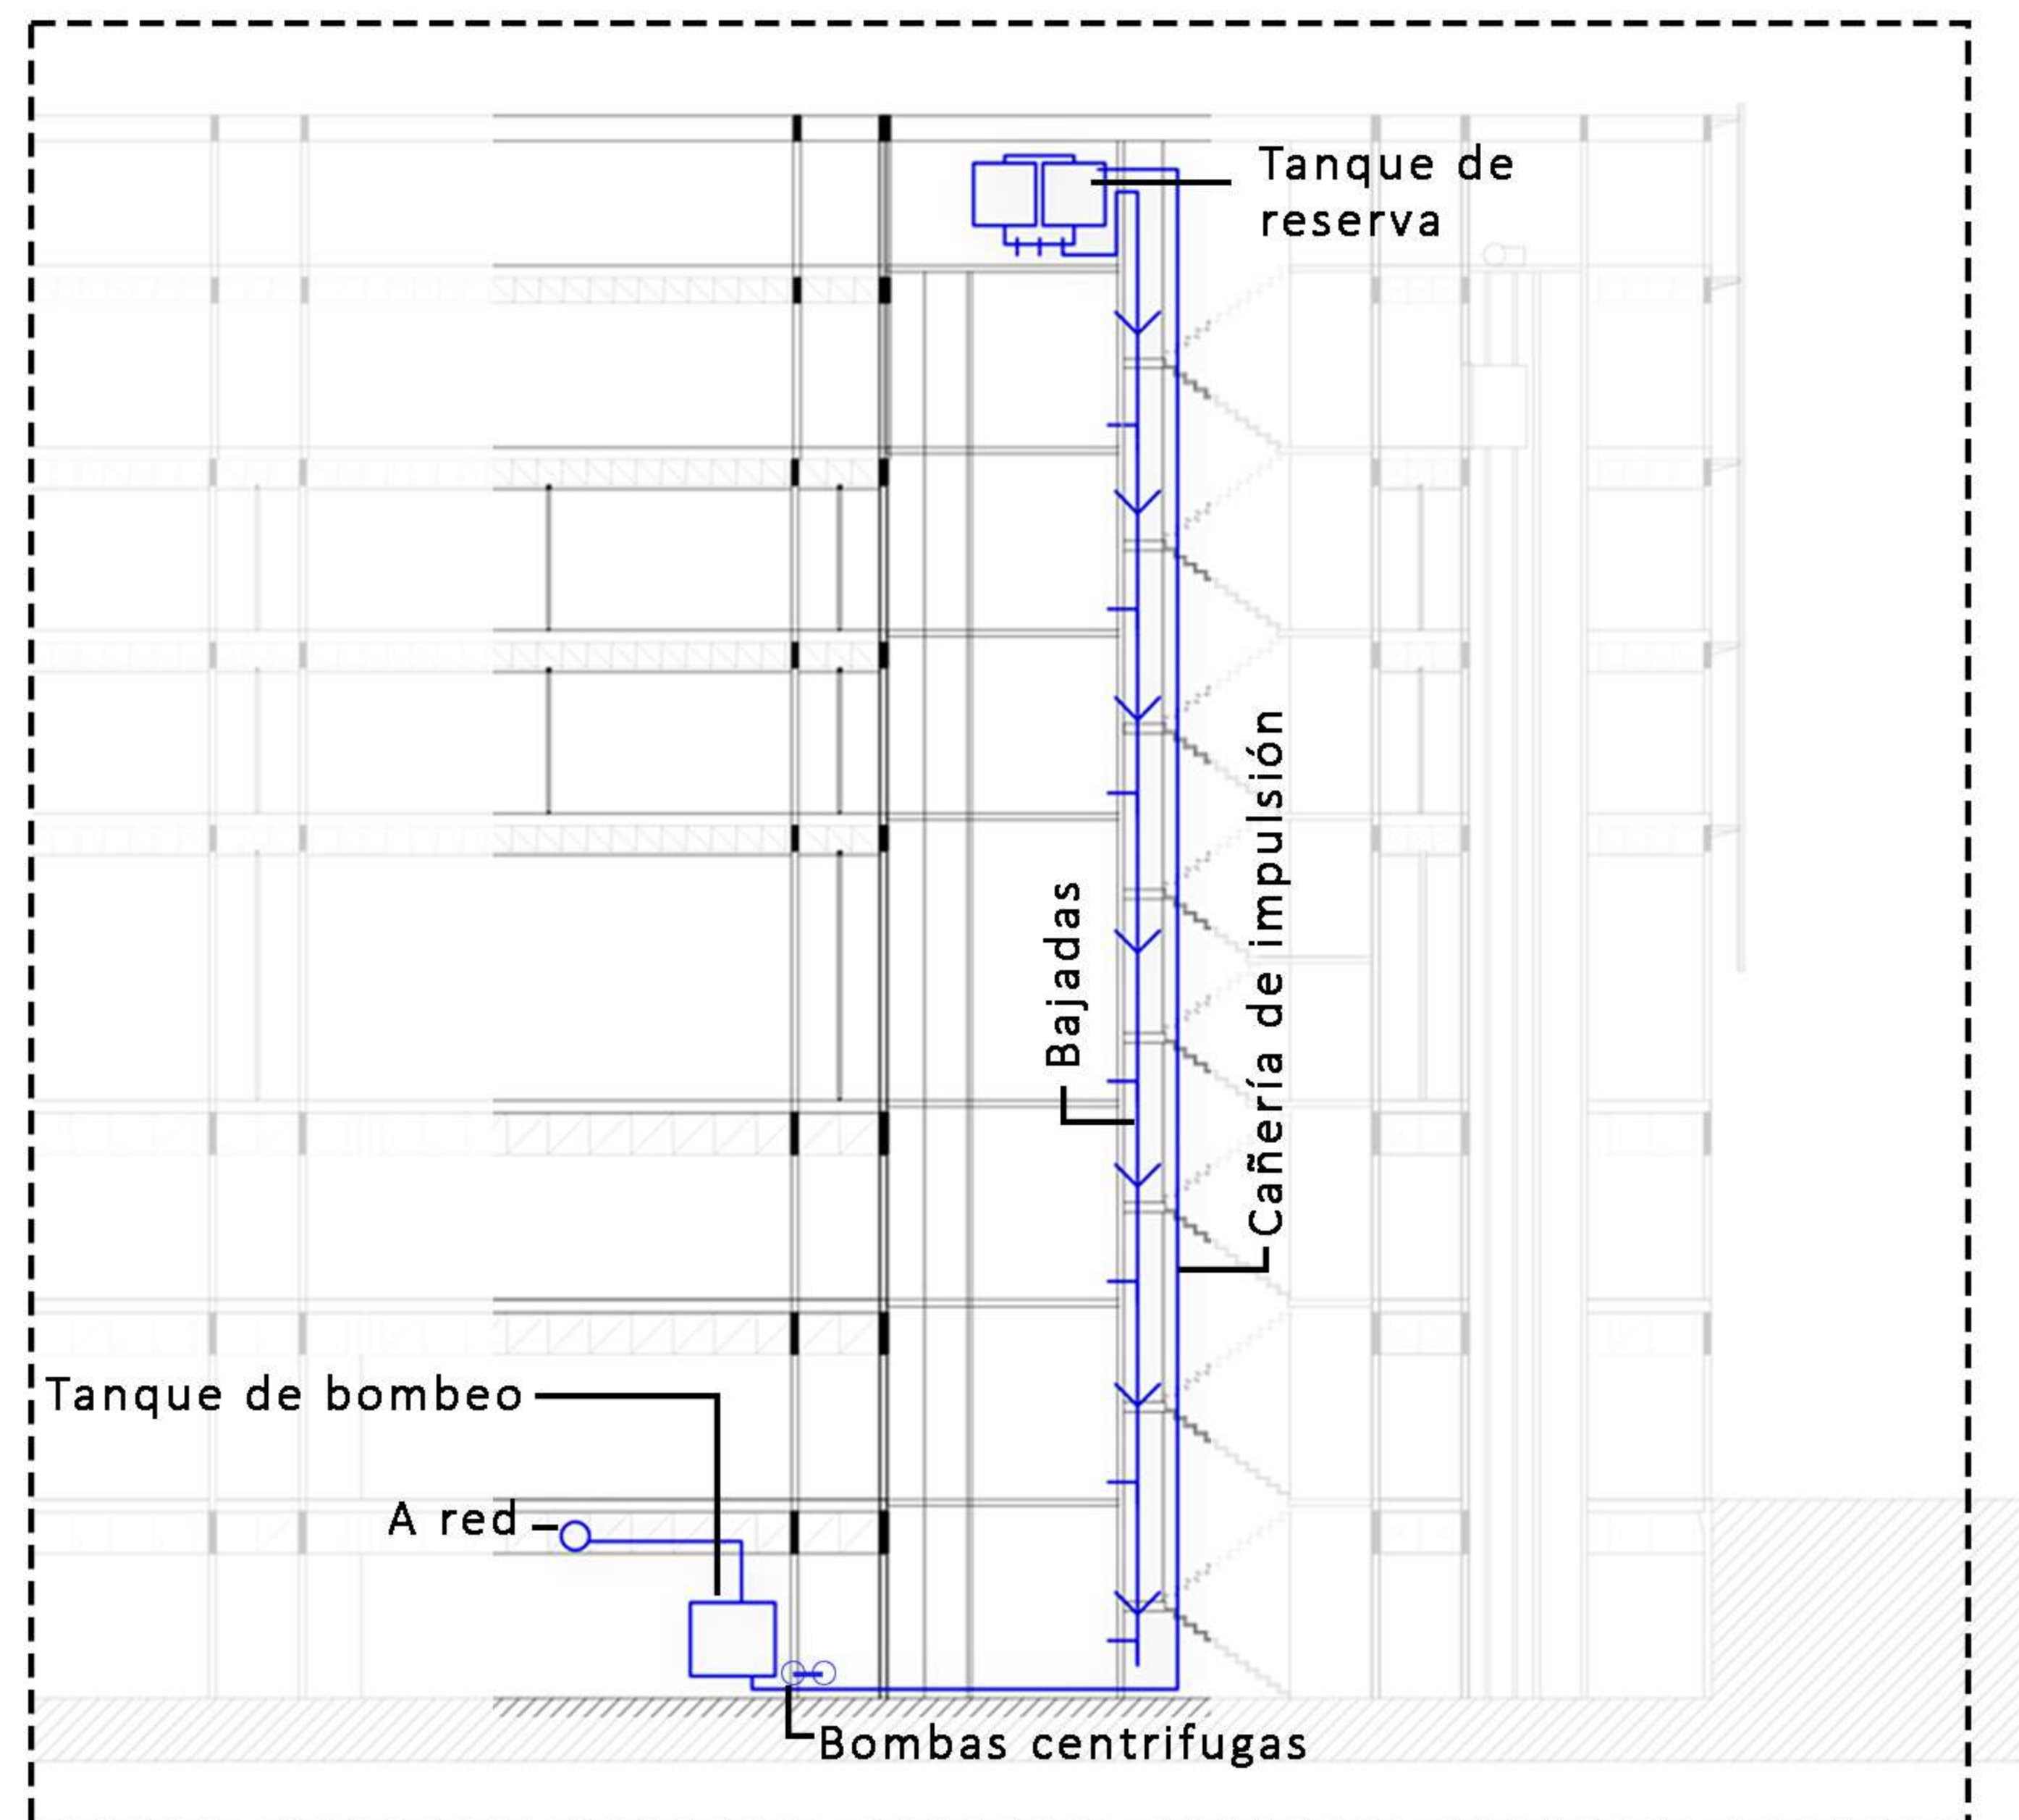 Tanque de
reserva
Cañería de impulsión
Bajadas
Tanque de bombeo
A red
Bombas centrifugas